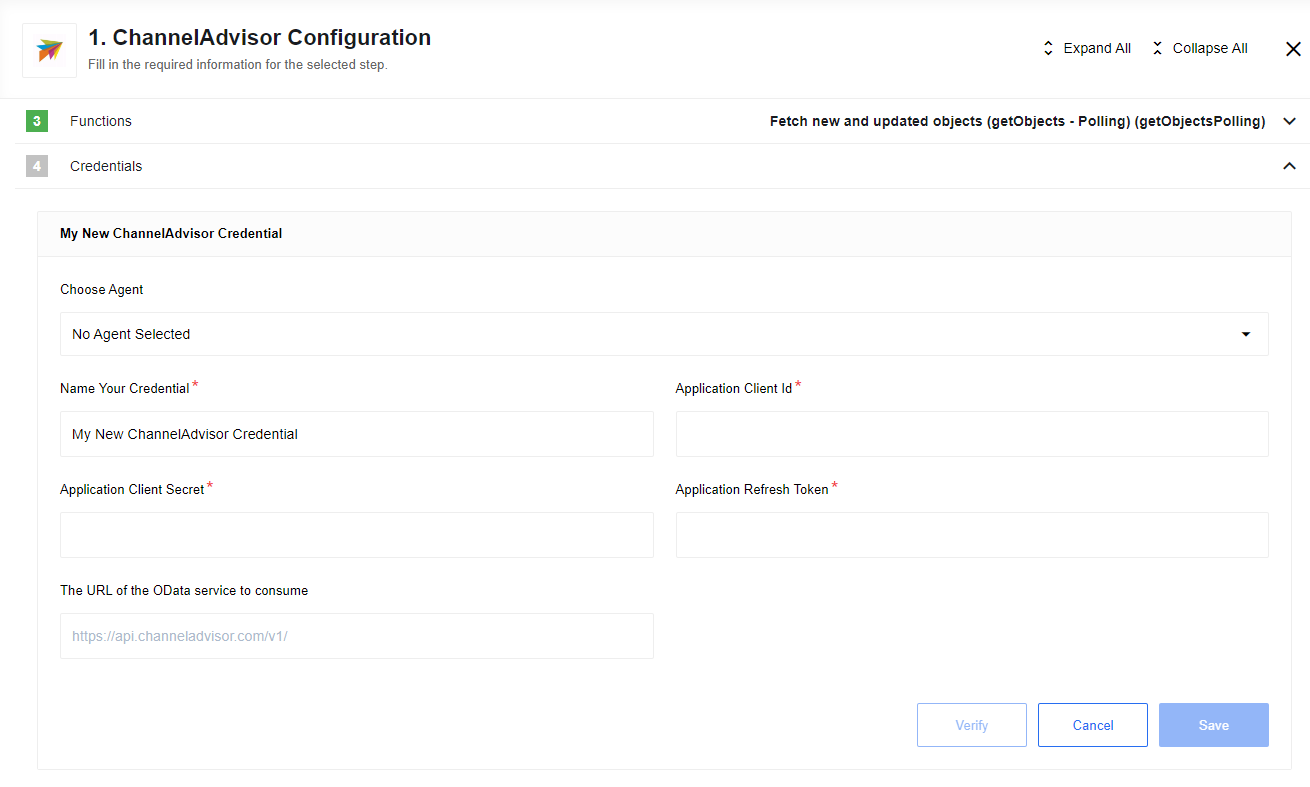 1. ChannelAdvisor Configuration
Fill in the required information for the selected step.
Expand All
Collapse All
3 Functions Fetch new and updated objects (getObjects - Polling) (getObjectsPolling)
4 Credentials
My New ChannelAdvisor Credential
Choose Agent
No Agent Selected
Name Your Credential *
Application Client Id *
My New ChannelAdvisor Credential
Application Client Secret *
Application Refresh Token *
The URL of the OData service to consume
https://api.channeladvisor.com/v1/
Verify
Cancel
Save